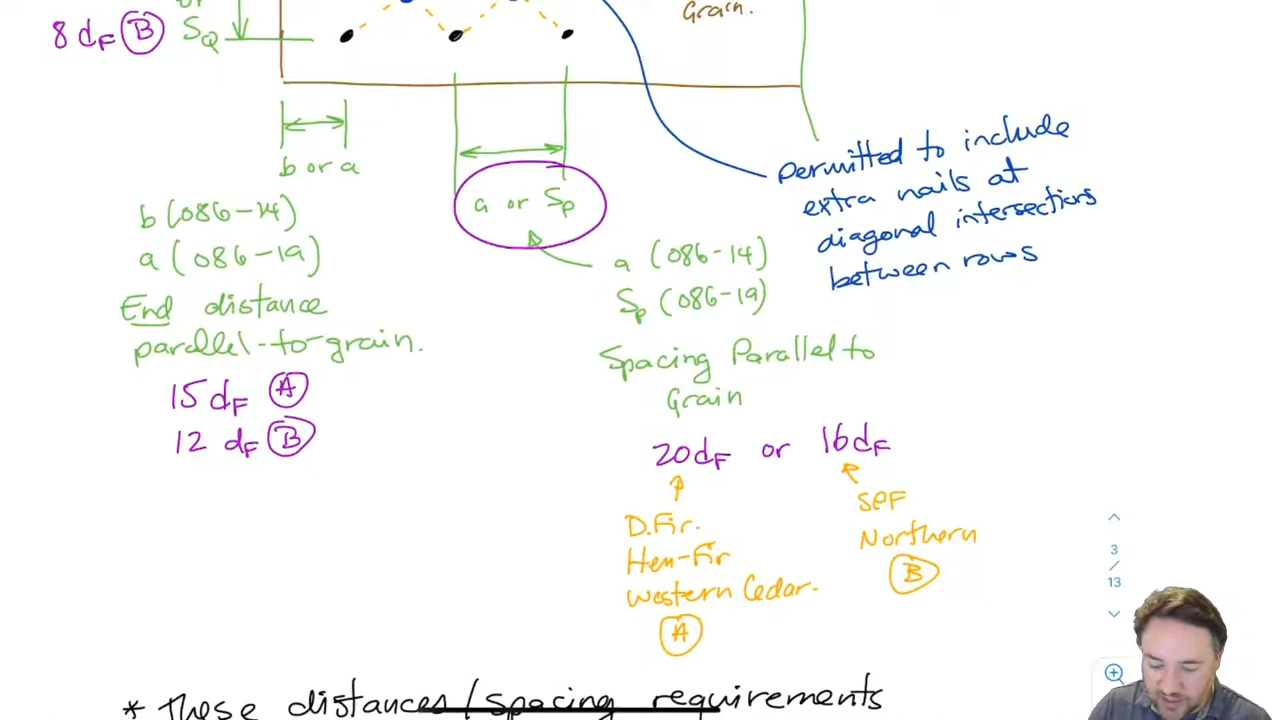 or
8 dF B SQ
Grain.
b or a
a or Sp
Permitted to include
extra nails at
diagonal intersections
between rows
b (086-14)
a (086-19)
End distance
parallel-to-grain.
15 dF A
12 dF B
a (086-14)
Sp (086-19)
Spacing Parallel to
Grain
20dF or 16dF
D.Fir.
Hem-Fir
Western Cedar.
A
SPF
Northern
B
3
/
13
* These distances/spacing requirements